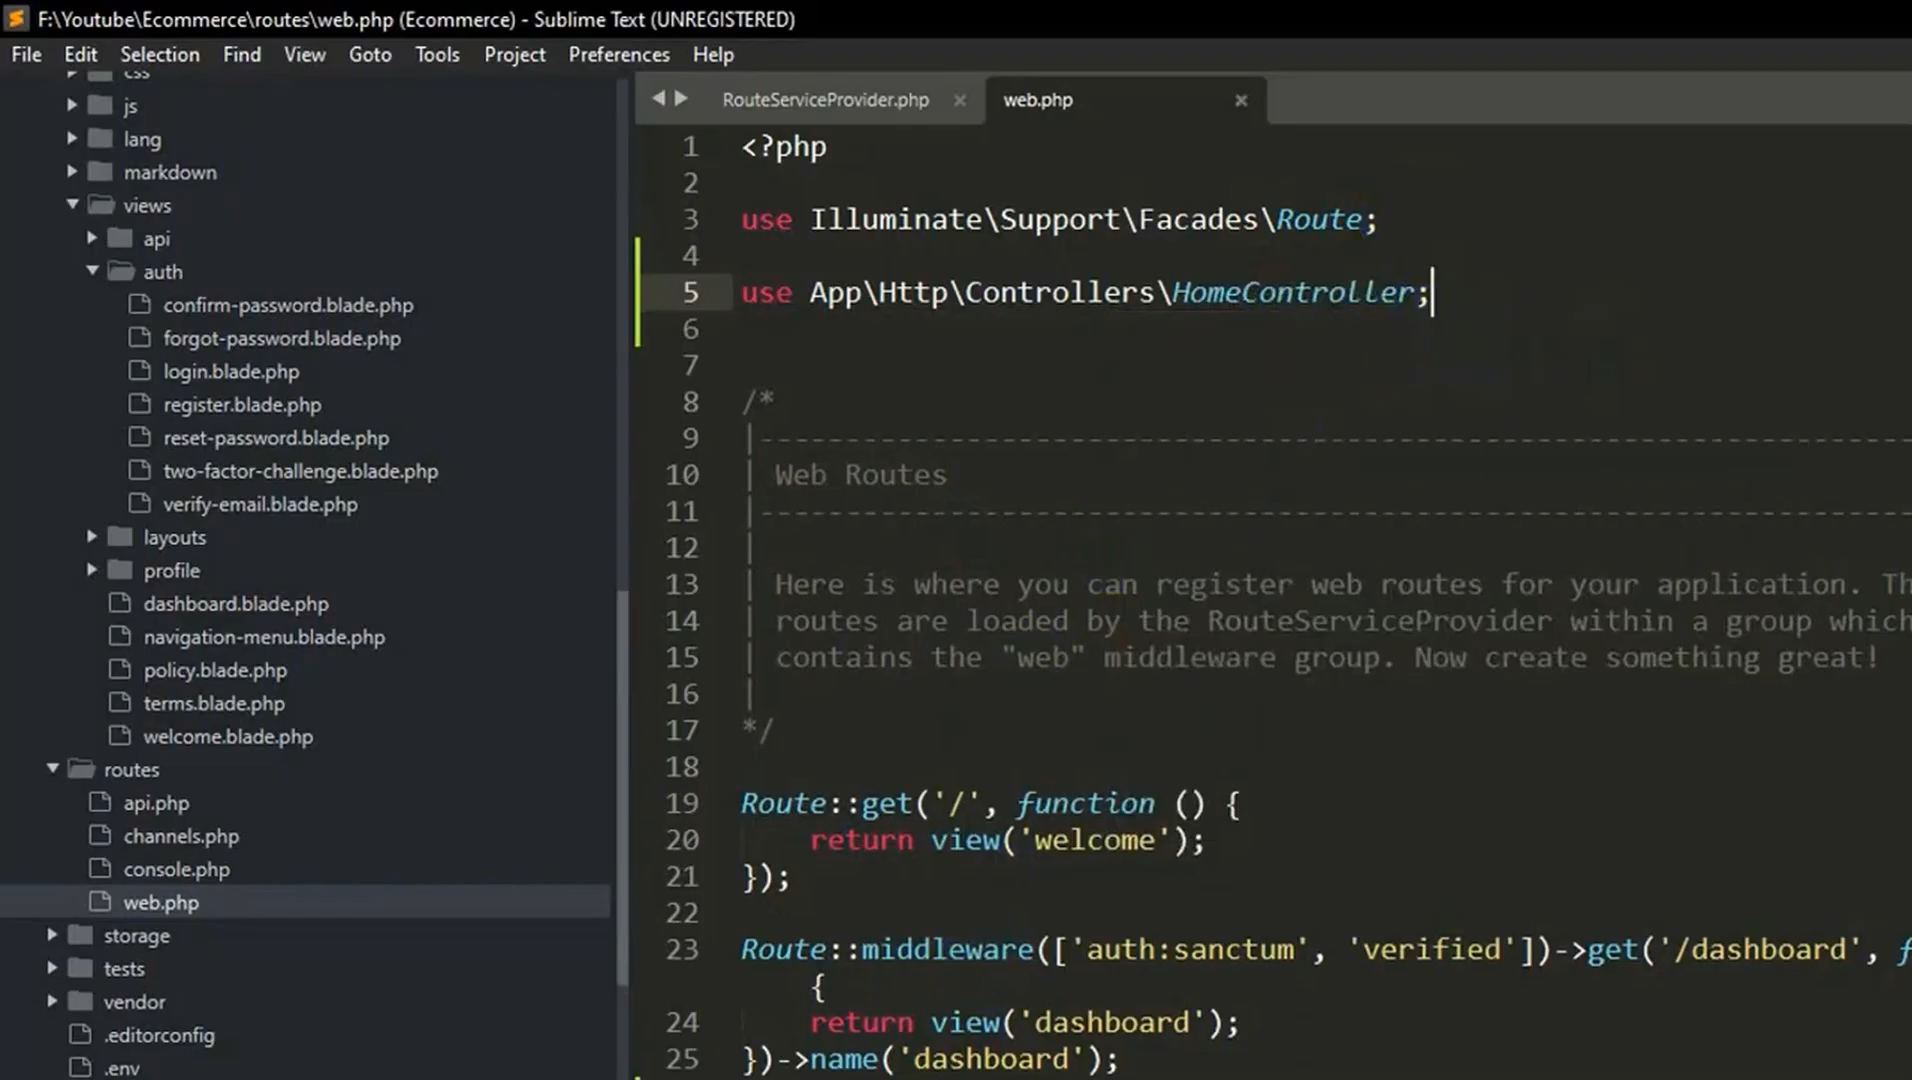 F:\Youtube\Ecommerce\routes\web.php (Ecommerce) - Sublime Text (UNREGISTERED)
File Edit Selection Find View Goto Tools Project Preferences Help
css
js
lang
markdown
views
api
auth
confirm-password.blade.php
forgot-password.blade.php
login.blade.php
register.blade.php
reset-password.blade.php
two-factor-challenge.blade.php
verify-email.blade.php
layouts
profile
dashboard.blade.php
navigation-menu.blade.php
policy.blade.php
terms.blade.php
welcome.blade.php
routes
api.php
channels.php
console.php
web.php
storage
tests
vendor
.editorconfig
.env
RouteServiceProvider.php × web.php ×
1 <?php
2
3 use Illuminate\Support\Facades\Route;
4
5 use App\Http\Controllers\HomeController;
6
7
8 /*
9 |--------------------------------------------------------------------
10 | Web Routes
11 |--------------------------------------------------------------------
12 |
13 | Here is where you can register web routes for your application. Th
14 | routes are loaded by the RouteServiceProvider within a group which
15 | contains the "web" middleware group. Now create something great!
16 |
17 */
18
19 Route::get('/', function () {
20     return view('welcome');
21 });
22
23 Route::middleware(['auth:sanctum', 'verified'])->get('/dashboard', f
    {
24     return view('dashboard');
25 })->name('dashboard');